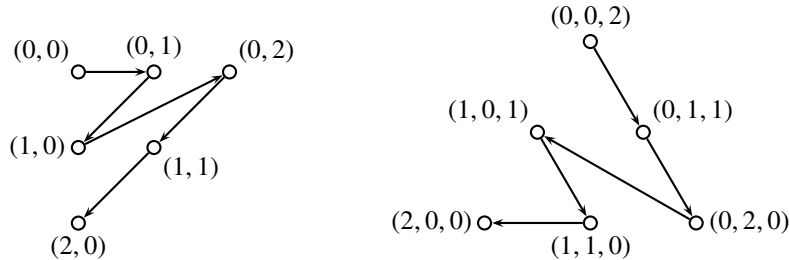 (0, 0)
(0, 1)
(0, 2)
(1, 0)
(1, 1)
(2, 0)
(0, 0, 2)
(1, 0, 1)
(0, 1, 1)
(2, 0, 0)
(1, 1, 0)
(0, 2, 0)